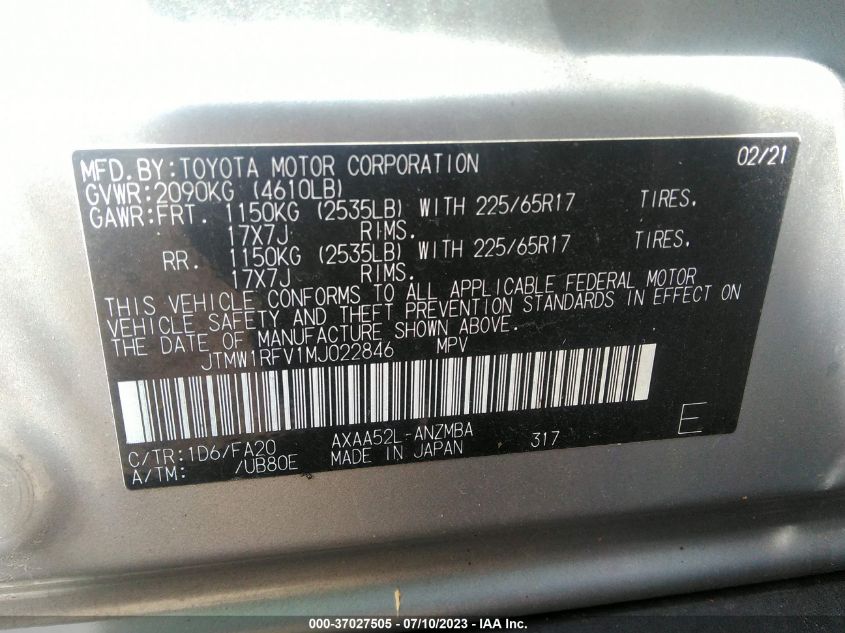 MFD.BY:TOYOTA MOTOR CORPORATION 02/21
GVWR:2090KG (4610LB)
GAWR:FRT. 1150KG (2535LB) WITH 225/65R17 TIRES.
17X7J RIMS.
RR. 1150KG (2535LB) WITH 225/65R17 TIRES.
17X7J RIMS.
THIS VEHICLE CONFORMS TO ALL APPLICABLE FEDERAL MOTOR
VEHICLE SAFETY AND THEFT PREVENTION STANDARDS IN EFFECT ON
THE DATE OF MANUFACTURE SHOWN ABOVE.
JTMW1RFV1MJ022846 MPV
C/TR:1D6/FA20 AXAA52L-ANZMBA 317 E
A/TM: /UB80E MADE IN JAPAN
000-37027505 - 07/10/2023 - IAAI Inc.